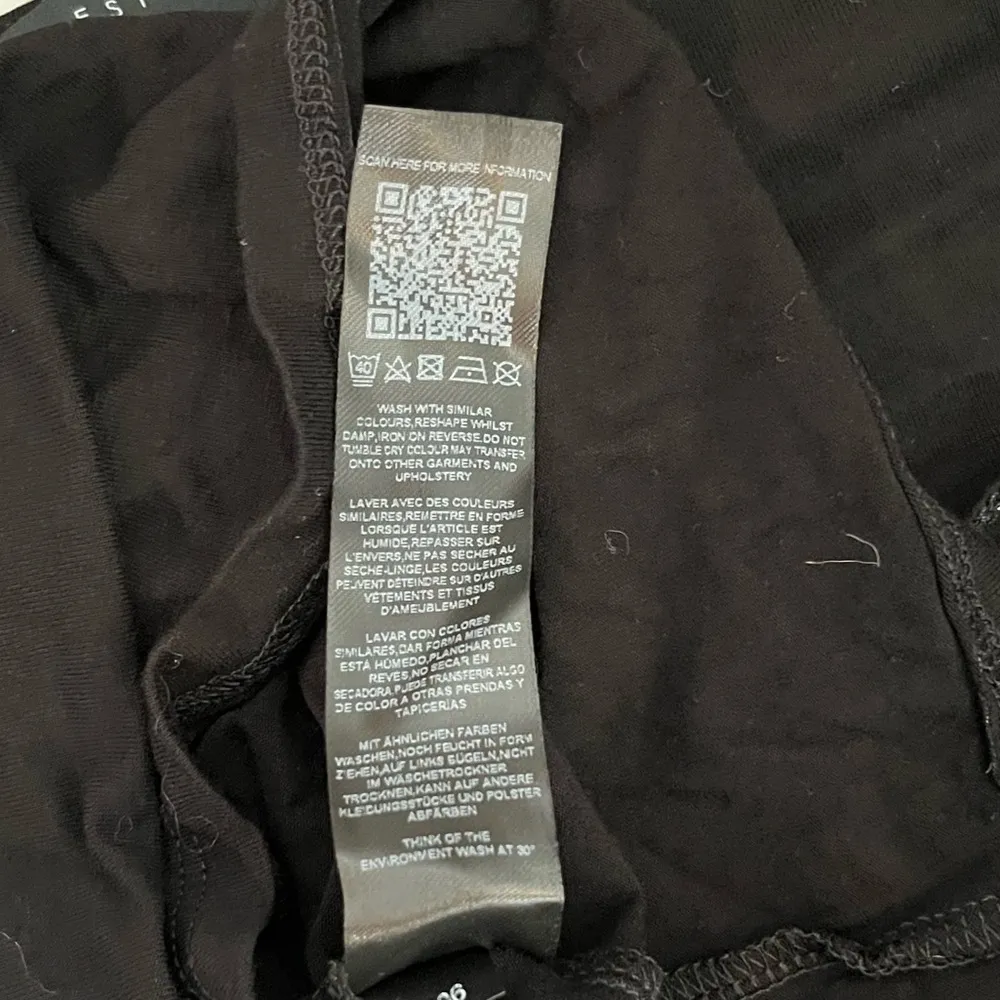 SCAN HERE FOR MORE INFORMATION
40
WASH WITH SIMILAR
COLOURS,RESHAPE WHILST
DAMP,IRON ON REVERSE.DO NOT
TUMBLE DRY COLOUR MAY TRANSFER
ONTO OTHER GARMENTS AND
UPHOLSTERY
LAVER AVEC DES COULEURS
SIMILAIRES,REMETTRE EN FORME
LORSQUE L'ARTICLE EST
HUMIDE,REPASSER SUR
L'ENVERS,NE PAS SÉCHER AU
SÈCHE-LINGE,LES COULEURS
PEUVENT DÉTEINDRE SUR D'AUTRES
VÊTEMENTS ET TISSUS
D'AMEUBLEMENT
LAVAR CON COLORES
SIMILARES,DAR FORMA MIENTRAS
ESTÁ HÚMEDO,PLANCHAR DEL
REVES,NO SECAR EN
SECADORA,PUEDE TRANSFERIR ALGO
DE COLOR A OTRAS PRENDAS Y
TAPICERÍAS
MIT ÄHNLICHEN FARBEN
WASCHEN,NOCH FEUCHT IN FORM
ZIEHEN,AUF LINKS BÜGELN,NICHT
IM WÄSCHETROCKNER
TROCKNEN,KANN AUF ANDERE
KLEIDUNGSSTÜCKE UND POLSTER
ABFÄRBEN
THINK OF THE
ENVIRONMENT WASH AT 30°
06